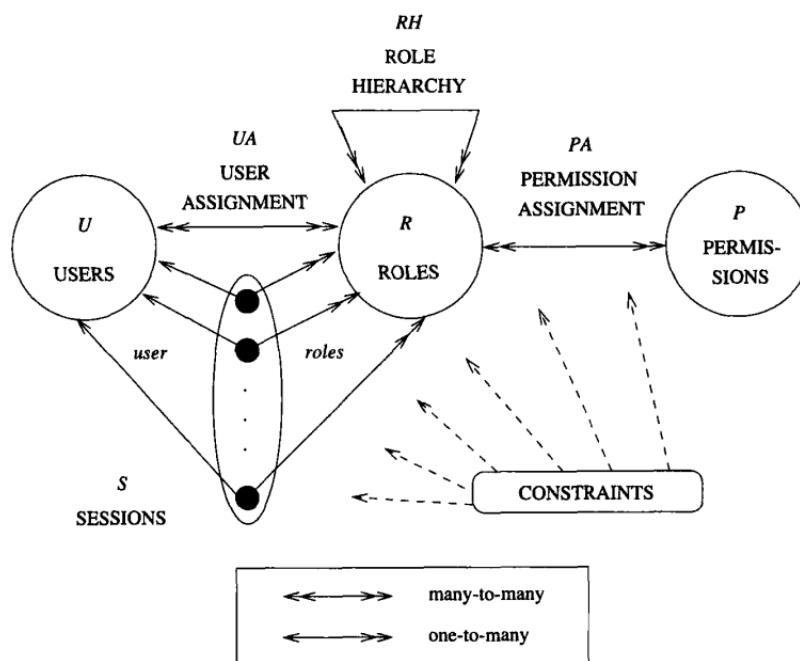 RH
ROLE
HIERARCHY
UA
USER
ASSIGNMENT
PA
PERMISSION
ASSIGNMENT
U
USERS
R
ROLES
P
PERMIS-
SIONS
user
roles
S
SESSIONS
CONSTRAINTS
many-to-many
one-to-many